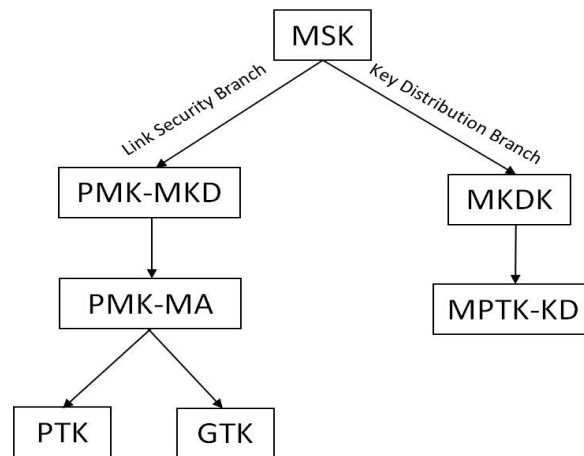 MSK
Link Security Branch
Key Distribution Branch
PMK-MKD
MKDK
PMK-MA
MPTK-KD
PTK
GTK